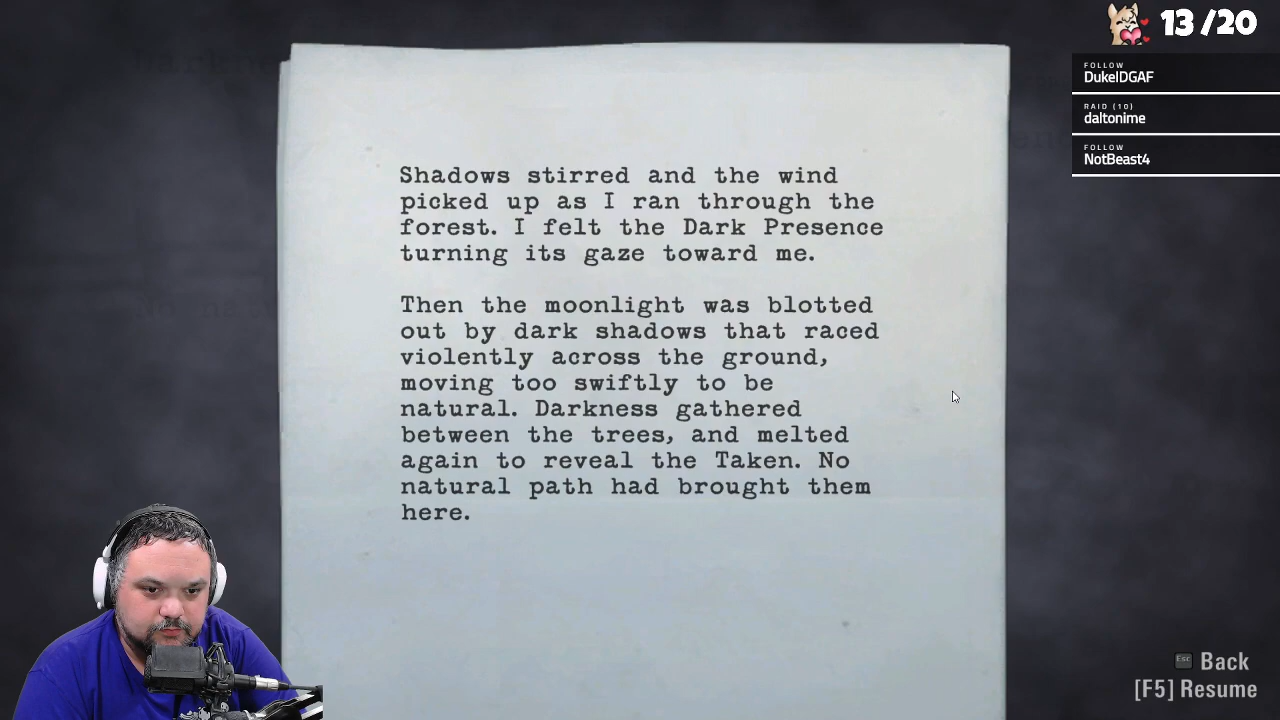 13 /20
FOLLOW
DukeIDGAF
RAID (10)
daltonime
FOLLOW
NotBeast4
Shadows stirred and the wind
picked up as I ran through the
forest. I felt the Dark Presence
turning its gaze toward me.
Then the moonlight was blotted
out by dark shadows that raced
violently across the ground,
moving too swiftly to be
natural. Darkness gathered
between the trees, and melted
again to reveal the Taken. No
natural path had brought them
here.
Esc Back
[F5] Resume